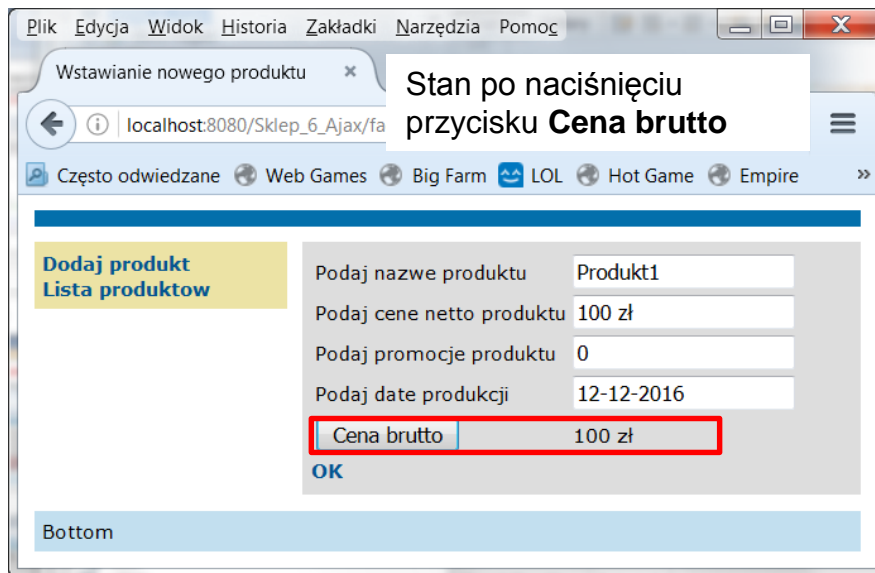 Plik Edycja Widok Historia Zakładki Narzędzia Pomoc
Wstawianie nowego produktu ×
Stan po naciśnięciu
przycisku Cena brutto
localhost:8080/Sklep_6_Ajax/fa
Często odwiedzane Web Games Big Farm LOL Hot Game Empire »
Dodaj produkt
Lista produktow
Podaj nazwe produktu Produkt1
Podaj cene netto produktu 100 zł
Podaj promocje produktu 0
Podaj date produkcji 12-12-2016
Cena brutto 100 zł
OK
Bottom